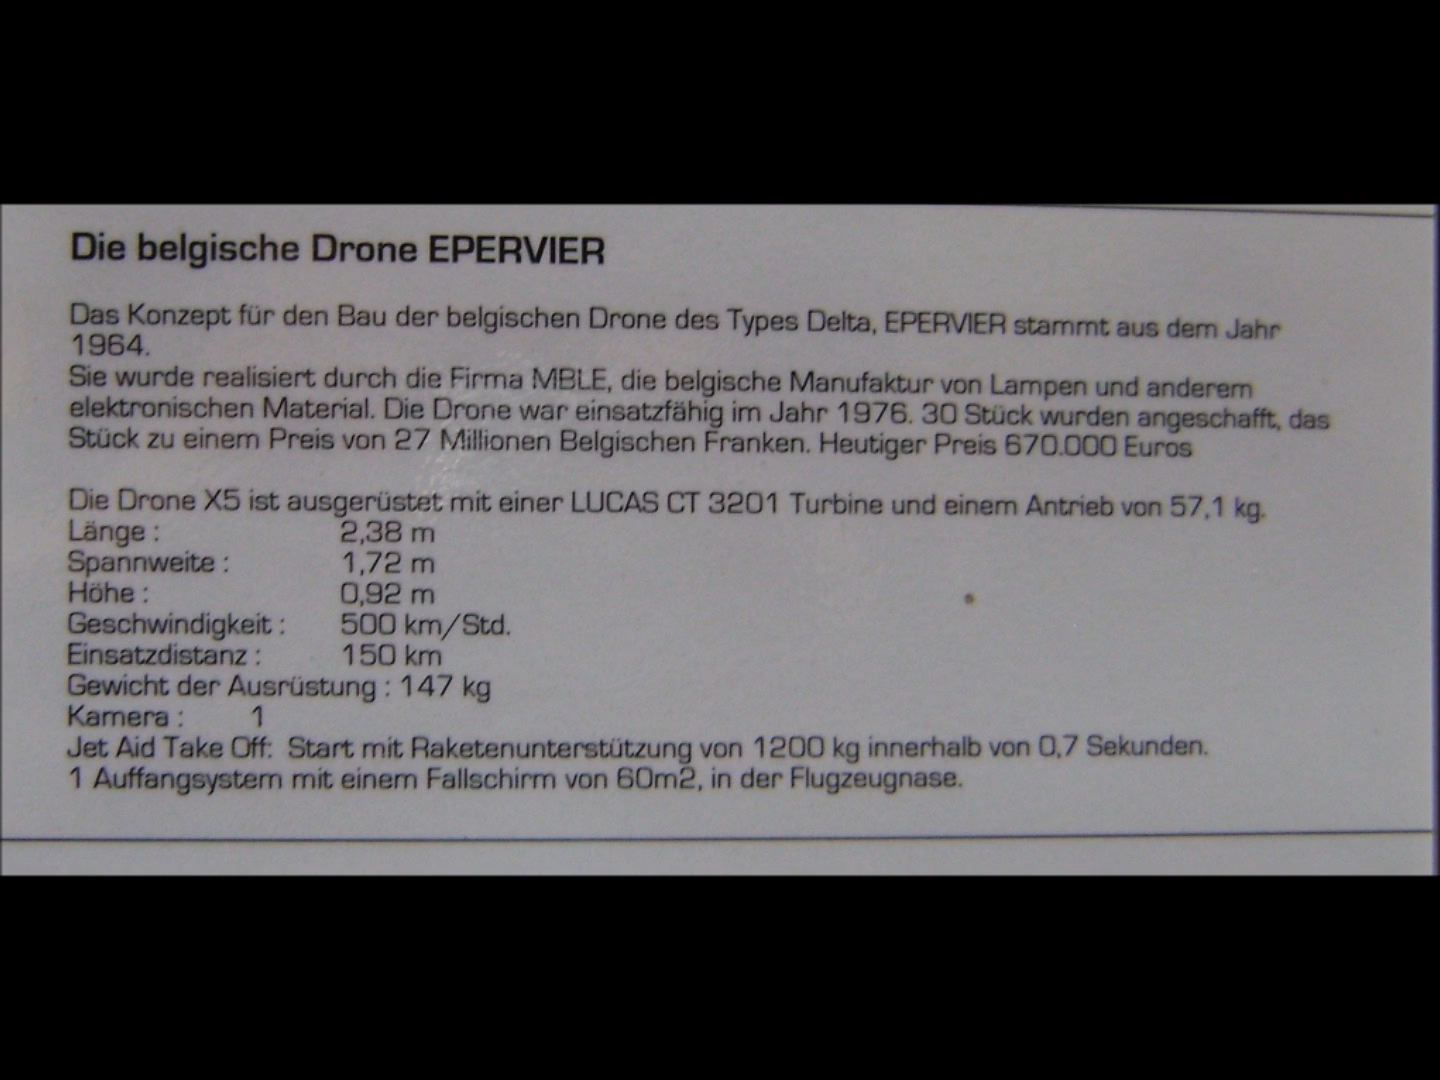 Die belgische Drone EPERVIER
Das Konzept für den Bau der belgischen Drone des Types Delta, EPERVIER stammt aus dem Jahr
1964.
Sie wurde realisiert durch die Firma MBLE, die belgische Manufaktur von Lampen und anderem
elektronischen Material. Die Drone war einsatzfähig im Jahr 1976. 30 Stück wurden angeschafft, das
Stück zu einem Preis von 27 Millionen Belgischen Franken. Heutiger Preis 670.000 Euros
Die Drone X5 ist ausgerüstet mit einer LUCAS CT 3201 Turbine und einem Antrieb von 57,1 kg.
Länge : 2,38 m
Spannweite : 1,72 m
Höhe : 0,92 m
Geschwindigkeit : 500 km/Std.
Einsatzdistanz : 150 km
Gewicht der Ausrüstung : 147 kg
Kamera : 1
Jet Aid Take Off: Start mit Raketenunterstützung von 1200 kg innerhalb von 0,7 Sekunden.
1 Auffangsystem mit einem Fallschirm von 60m2, in der Flugzeugnase.